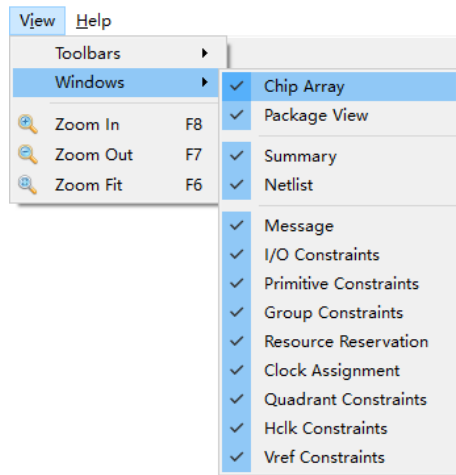 View Help
Toolbars
Windows
Zoom In F8
Zoom Out F7
Zoom Fit F6
Chip Array
Package View
Summary
Netlist
Message
I/O Constraints
Primitive Constraints
Group Constraints
Resource Reservation
Clock Assignment
Quadrant Constraints
Hclk Constraints
Vref Constraints